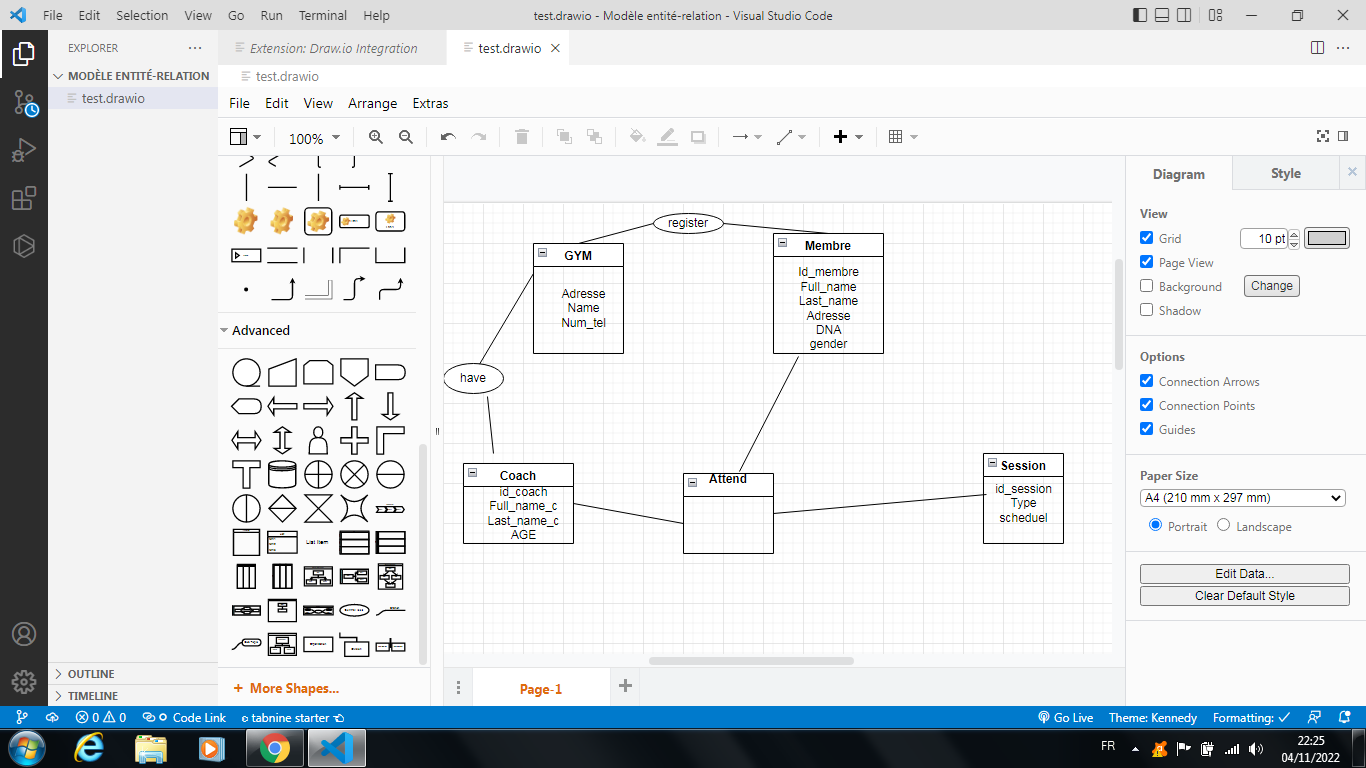 File Edit Selection View Go Run Terminal Help
test.drawio - Modèle entité-relation - Visual Studio Code
EXPLORER
MODÈLE ENTITÉ-RELATION
test.drawio
OUTLINE
TIMELINE
Extension: Draw.io Integration
test.drawio
test.drawio
File Edit View Arrange Extras
100%
Advanced
List Item
+ More Shapes...
register
GYM
Adresse
Name
Num_tel
Membre
Id_membre
Full_name
Last_name
Adresse
DNA
gender
have
Coach
id_coach
Full_name_c
Last_name_c
AGE
Attend
Session
id_session
Type
scheduel
Page-1
Diagram
Style
View
Grid
10 pt
Page View
Background
Change
Shadow
Options
Connection Arrows
Connection Points
Guides
Paper Size
A4 (210 mm x 297 mm)
Portrait Landscape
Edit Data...
Clear Default Style
0 0 Code Link tabnine starter
Go Live Theme: Kennedy Formatting:
FR
22:25
04/11/2022